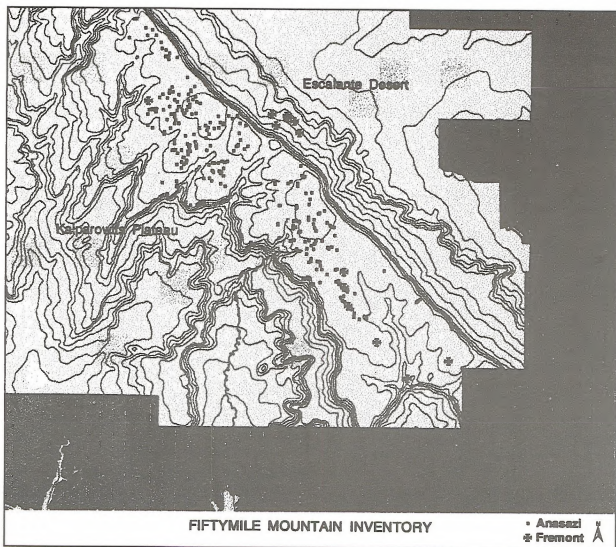 Escalante Desert
Kaiparowits Plateau
FIFTYMILE MOUNTAIN INVENTORY
Anasazi
Fremont
N